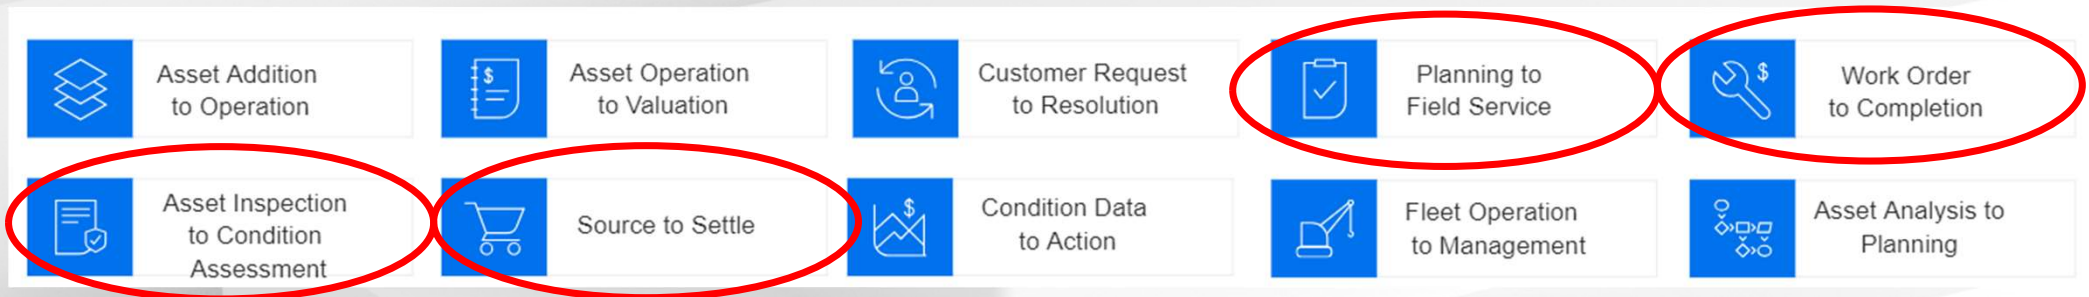 Asset Addition
to Operation
$
Asset Operation
to Valuation
Customer Request
to Resolution
Planning to
Field Service
$
Work Order
to Completion
Asset Inspection
to Condition
Assessment
Source to Settle
$
Condition Data
to Action
Fleet Operation
to Management
Asset Analysis to
Planning